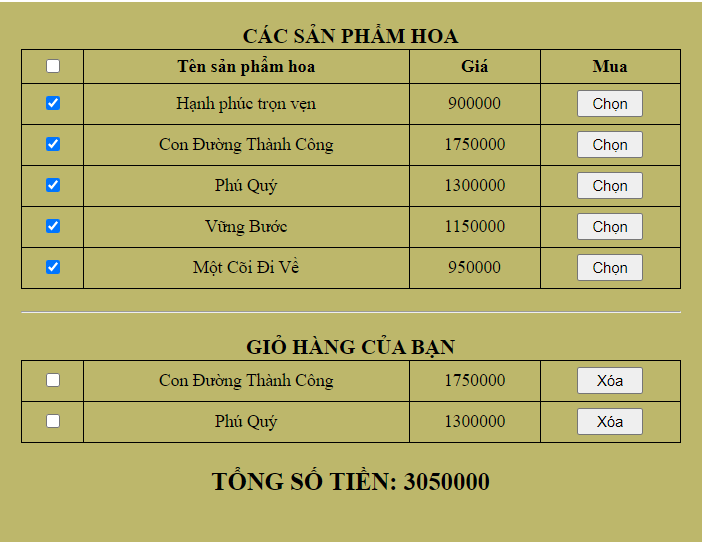 CÁC SẢN PHẨM HOA
Tên sản phẩm hoa Giá Mua
Hạnh phúc trọn vẹn 900000 Chọn
Con Đường Thành Công 1750000 Chọn
Phú Quý 1300000 Chọn
Vững Bước 1150000 Chọn
Một Cõi Đi Về 950000 Chọn
GIỎ HÀNG CỦA BẠN
Con Đường Thành Công 1750000 Xóa
Phú Quý 1300000 Xóa
TỔNG SỐ TIỀN: 3050000